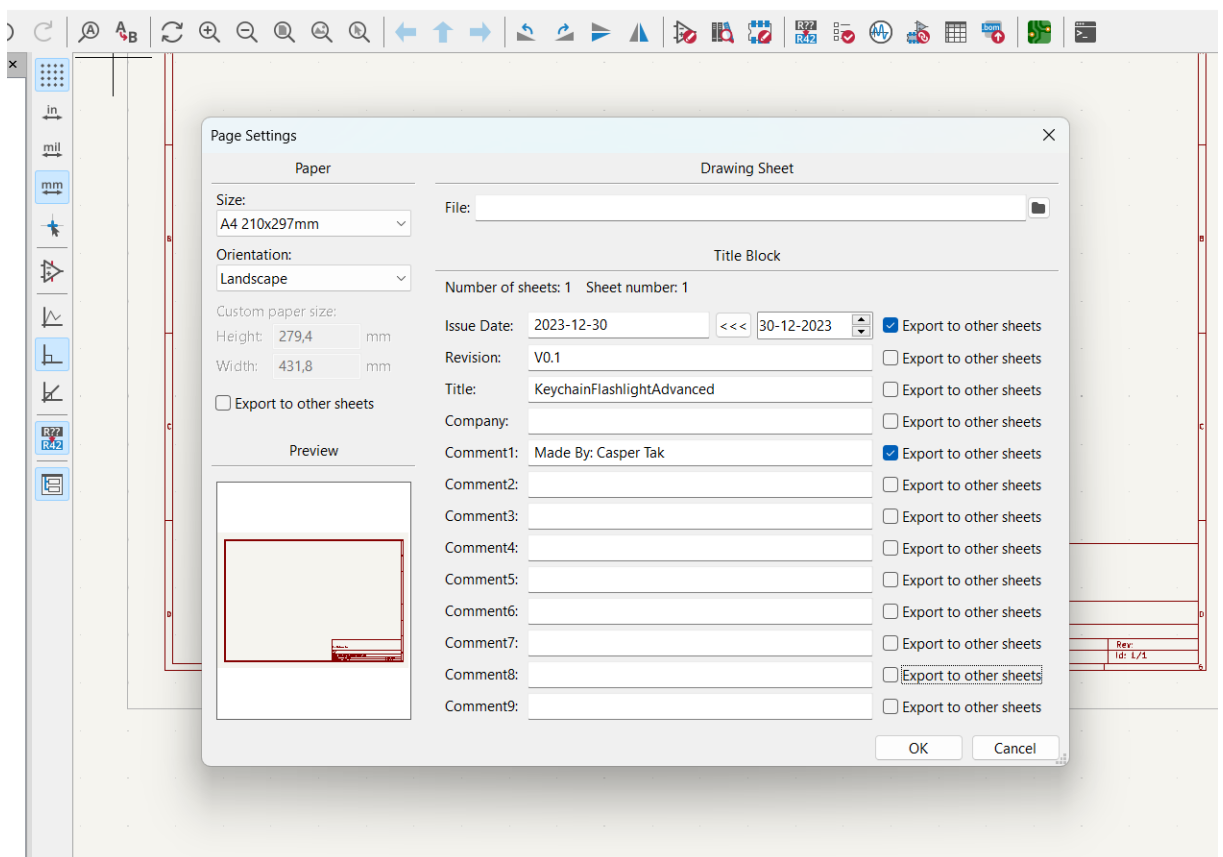 A
B
R??
R42
bom
in
mil
mm
R??
R42
Page Settings
Paper
Size:
A4 210x297mm
Orientation:
Landscape
Custom paper size:
Height: 279,4 mm
Width: 431,8 mm
Export to other sheets
Preview
Drawing Sheet
File:
Title Block
Number of sheets: 1 Sheet number: 1
Issue Date: 2023-12-30 <<< 30-12-2023 Export to other sheets
Revision: V0.1 Export to other sheets
Title: KeychainFlashlightAdvanced Export to other sheets
Company: Export to other sheets
Comment1: Made By: Casper Tak Export to other sheets
Comment2: Export to other sheets
Comment3: Export to other sheets
Comment4: Export to other sheets
Comment5: Export to other sheets
Comment6: Export to other sheets
Comment7: Export to other sheets
Comment8: Export to other sheets
Comment9: Export to other sheets
OK Cancel
B
B
C
C
D
D
Rev:
Id: 1/1
6